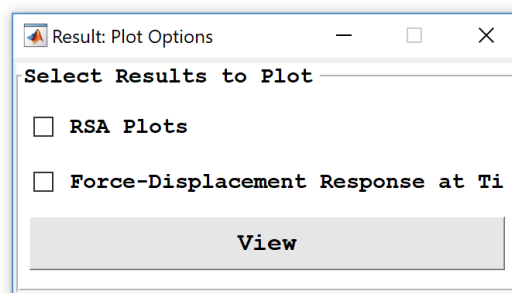 Result: Plot Options
Select Results to Plot
RSA Plots
Force-Displacement Response at Ti
View